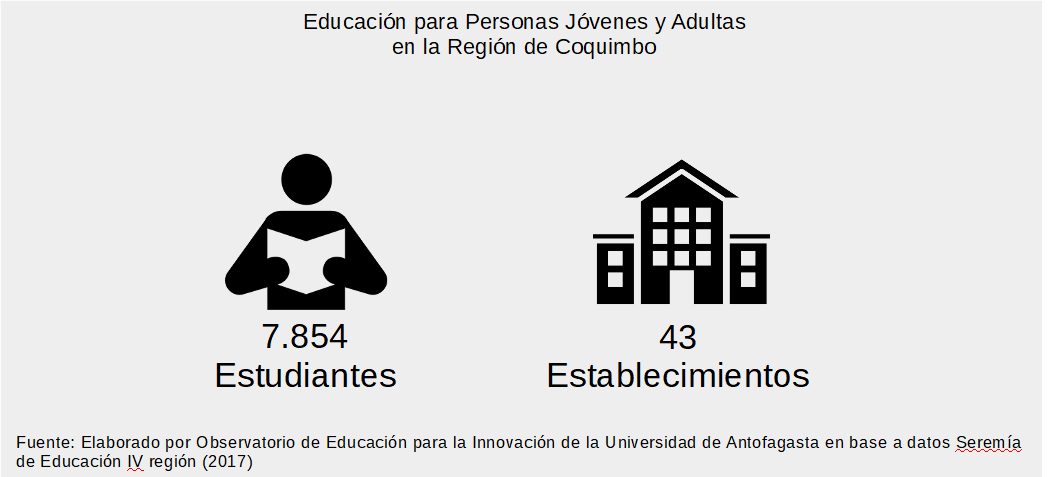 Educación para Personas Jóvenes y Adultas
en la Región de Coquimbo
7.854
Estudiantes
43
Establecimientos
Fuente: Elaborado por Observatorio de Educación para la Innovación de la Universidad de Antofagasta en base a datos Seremía
de Educación IV región (2017)